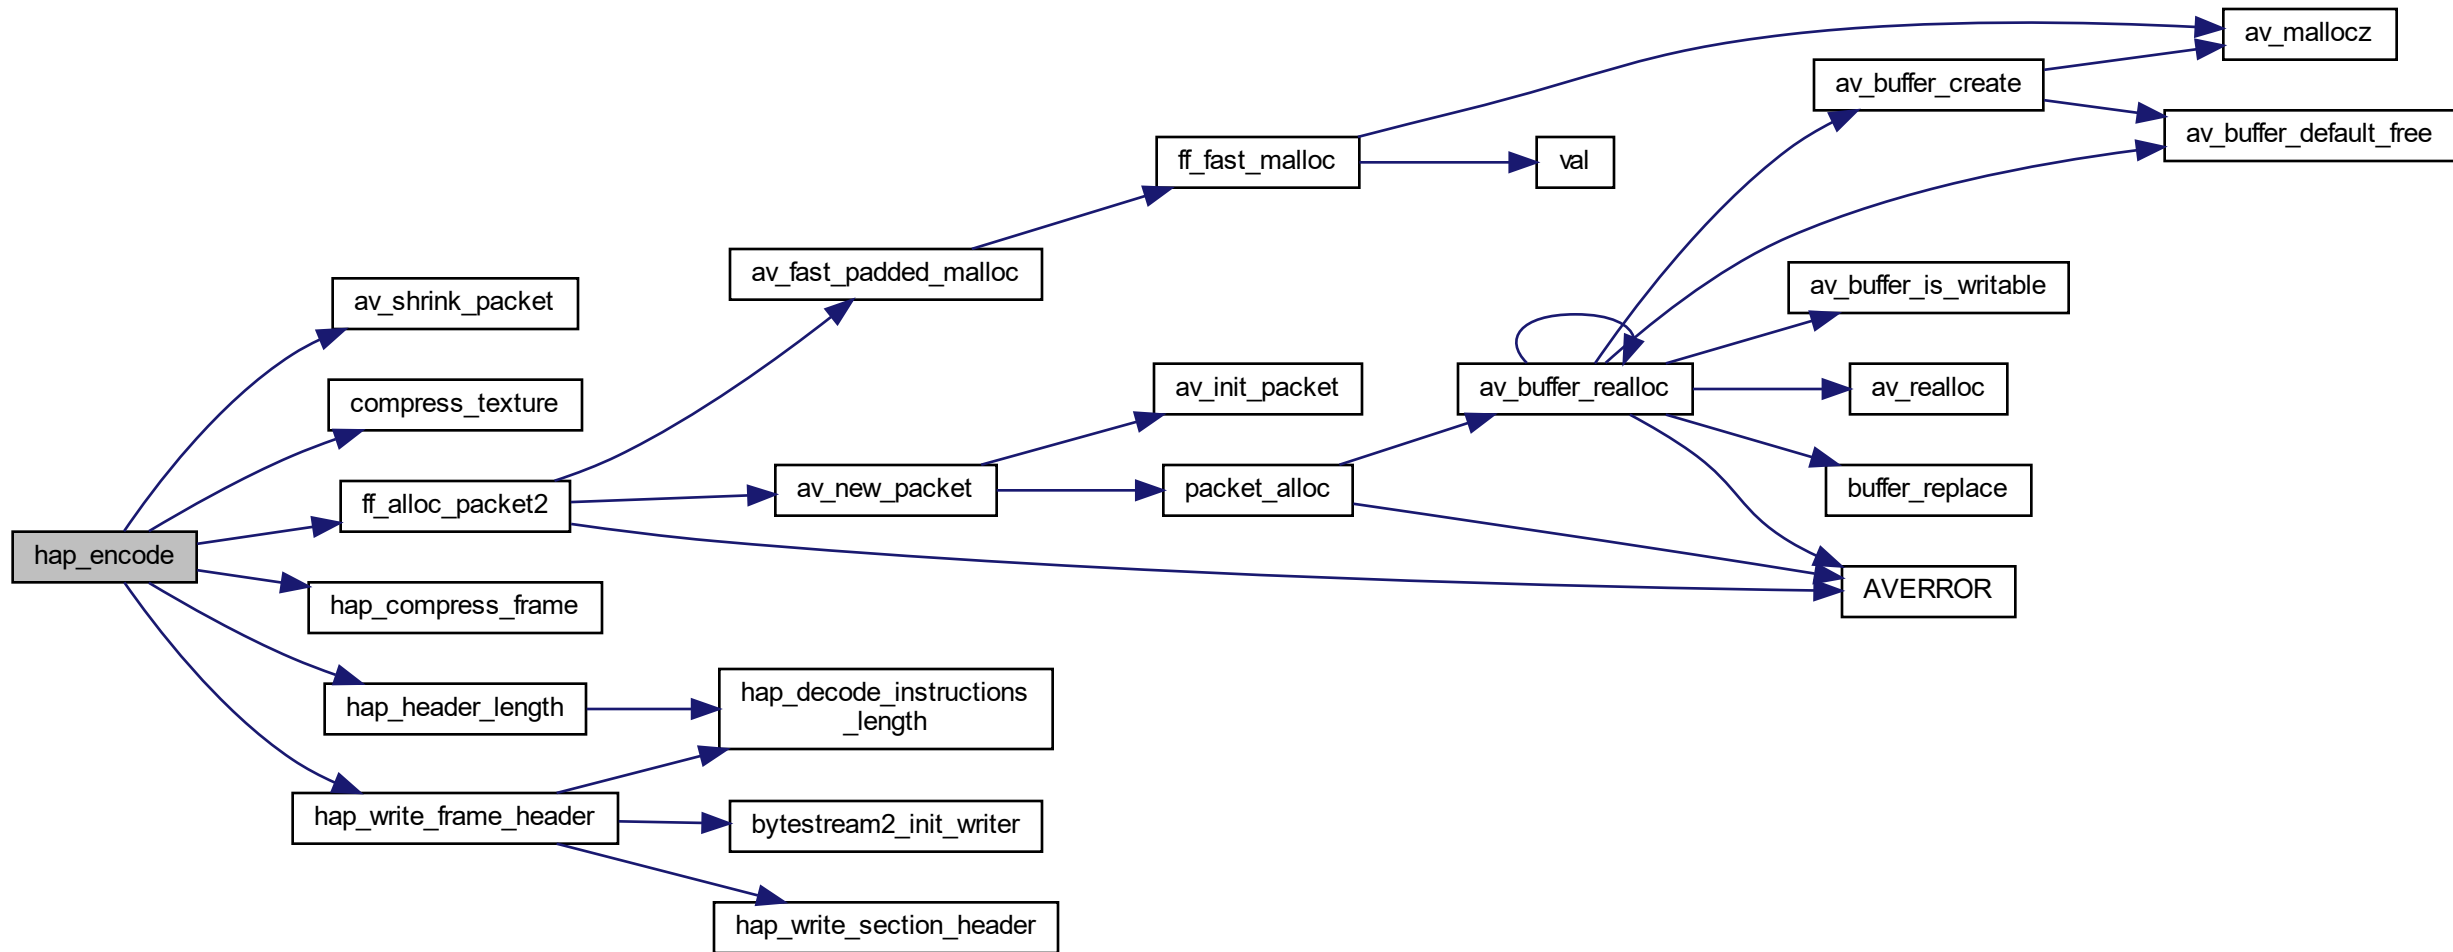 hap_encode
av_shrink_packet
compress_texture
ff_alloc_packet2
hap_compress_frame
hap_header_length
hap_write_frame_header
av_fast_padded_malloc
av_new_packet
hap_decode_instructions
_length
bytestream2_init_writer
hap_write_section_header
ff_fast_malloc
av_init_packet
packet_alloc
val
av_buffer_realloc
av_mallocz
av_buffer_create
av_buffer_default_free
av_buffer_is_writable
av_realloc
buffer_replace
AVERROR